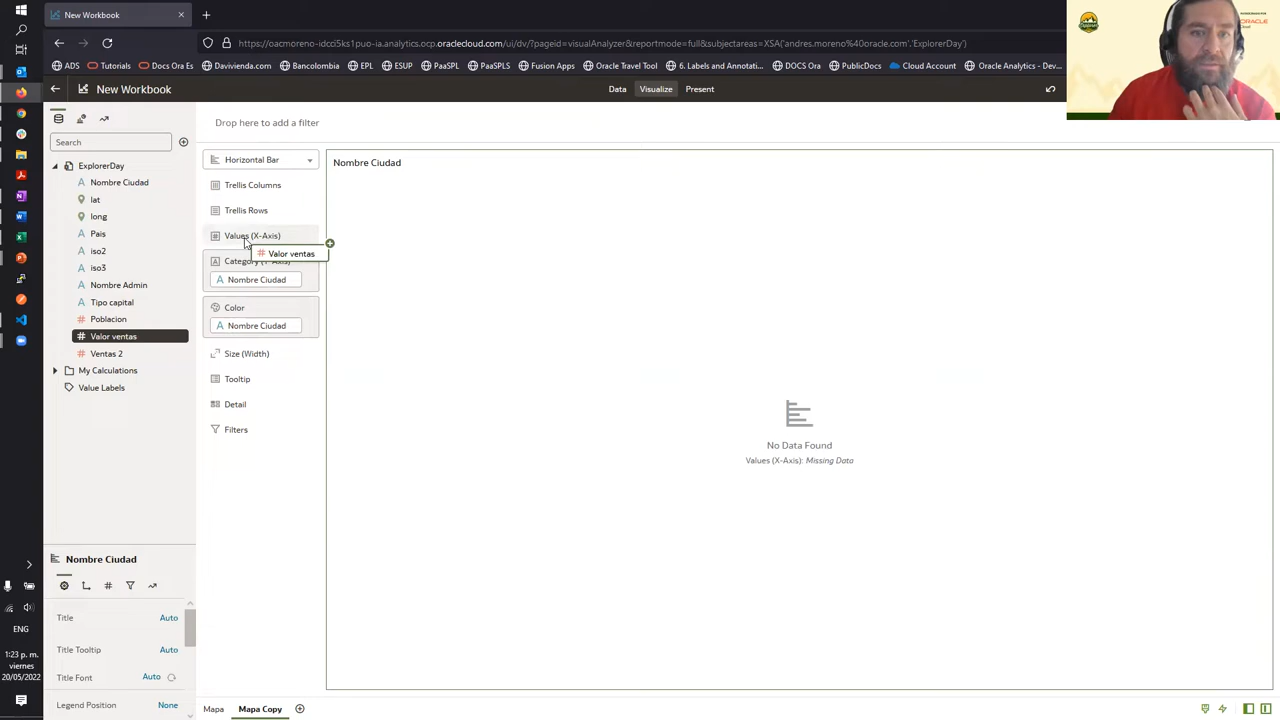 New Workbook
https://oacmoreno-idcci5ks1puo-ia.analytics.ocp.oraclecloud.com/ui/dv/?pageid=visualAnalyzer&reportmode=full&subjectareas=XSA('andres.moreno%40oracle.com'.'ExplorerDay')
ADS
Tutorials
Docs Ora Es
Davivienda.com
Bancolombia
EPL
ESUP
PaaSPL
PaaSPLS
Fusion Apps
Oracle Travel Tool
6. Labels and Annotati...
DOCS Ora
PublicDocs
Cloud Account
Oracle Analytics - Dem
ORACLE
Cloud
New Workbook
Data
Visualize
Present
Search
Drop here to add a filter
ExplorerDay
Nombre Ciudad
lat
long
Pais
iso2
iso3
Nombre Admin
Tipo capital
Poblacion
Valor ventas
Ventas 2
My Calculations
Value Labels
Horizontal Bar
Trellis Columns
Trellis Rows
Values (X-Axis)
Valor ventas
Category (Y-Axis)
Nombre Ciudad
Color
Nombre Ciudad
Size (Width)
Tooltip
Detail
Filters
Nombre Ciudad
No Data Found
Values (X-Axis): Missing Data
Nombre Ciudad
Title Auto
Title Tooltip Auto
Title Font Auto
Legend Position None
ENG
1:23 p. m.
viernes
20/05/2022
Mapa
Mapa Copy